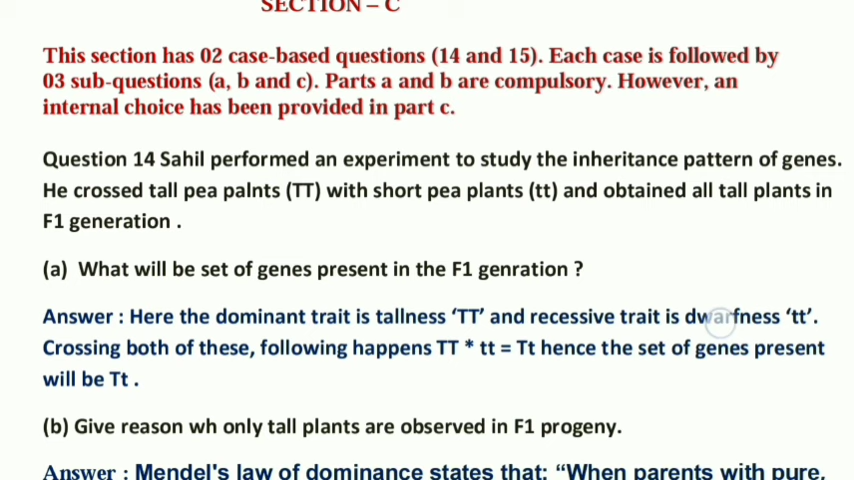 SECTION – C
This section has 02 case-based questions (14 and 15). Each case is followed by
03 sub-questions (a, b and c). Parts a and b are compulsory. However, an
internal choice has been provided in part c.
Question 14 Sahil performed an experiment to study the inheritance pattern of genes.
He crossed tall pea palnts (TT) with short pea plants (tt) and obtained all tall plants in
F1 generation .
(a) What will be set of genes present in the F1 genration ?
Answer : Here the dominant trait is tallness ‘TT’ and recessive trait is dwarfness ‘tt’.
Crossing both of these, following happens TT * tt = Tt hence the set of genes present
will be Tt .
(b) Give reason wh only tall plants are observed in F1 progeny.
Answer : Mendel's law of dominance states that: “When parents with pure,